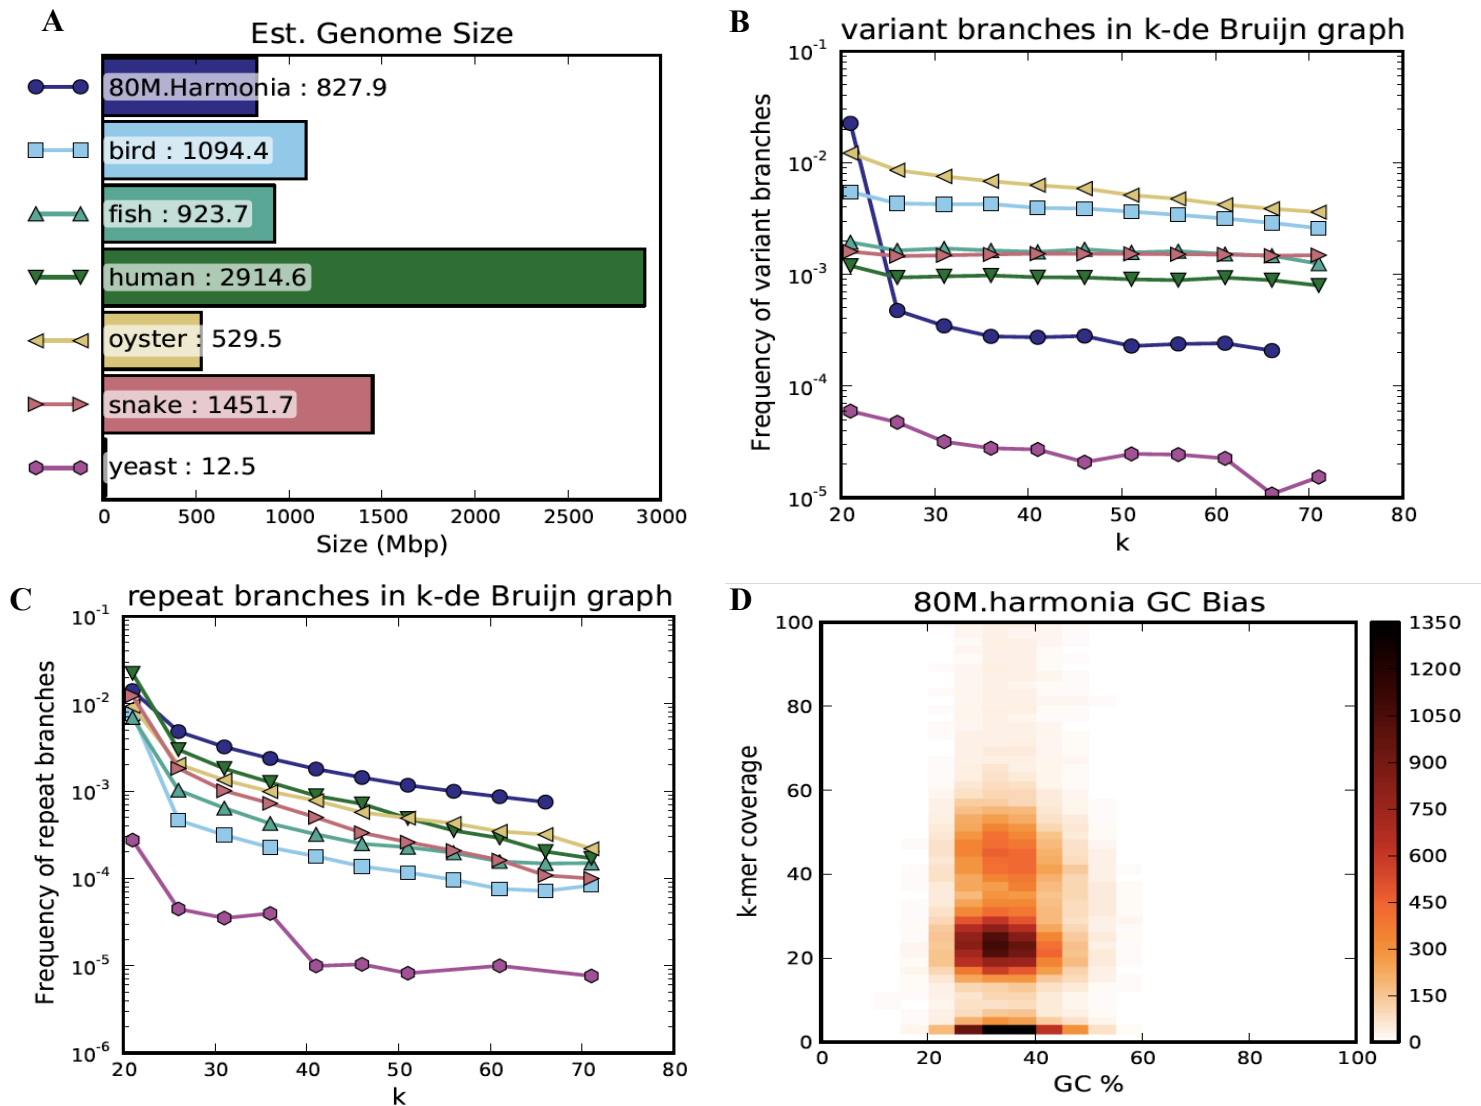 A
Est. Genome Size
80M.Harmonia : 827.9
bird : 1094.4
fish : 923.7
human : 2914.6
oyster : 529.5
snake : 1451.7
yeast : 12.5
0 500 1000 1500 2000 2500 3000
Size (Mbp)
B
variant branches in k-de Bruijn graph
Frequency of variant branches
10-1
10-2
10-3
10-4
10-5
20 30 40 50 60 70 80
k
C
repeat branches in k-de Bruijn graph
Frequency of repeat branches
10-1
10-2
10-3
10-4
10-5
10-6
20 30 40 50 60 70 80
k
D
80M.harmonia GC Bias
k-mer coverage
100
80
60
40
20
0
0 20 40 60 80 100
GC %
1350
1200
1050
900
750
600
450
300
150
0